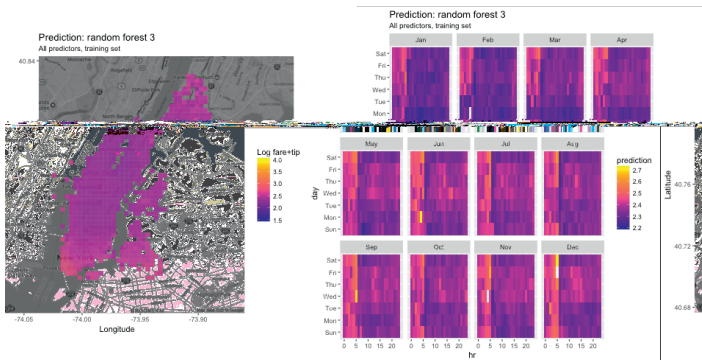 Prediction: random forest 3
All predictors, training set
40.84
Ridgefield
North Bergen
Log fare+tip
4.0
3.5
3.0
2.5
2.0
1.5
-74.05
-74.00
-73.95
-73.90
Longitude
Prediction: random forest 3
All predictors, training set
Jan Feb Mar Apr
Sat
Fri
Thu
Wed
Tue
Mon
May Jun Jul Aug
Sat
Fri
Thu
Wed
Tue
Mon
Sun
day
Sep Oct Nov Dec
Sat
Fri
Thu
Wed
Tue
Mon
Sun
0 5 10 15 20 0 5 10 15 20 0 5 10 15 20 0 5 10 15 20
hr
prediction
2.7
2.6
2.5
2.4
2.3
2.2
Latitude
40.76
40.72
40.68